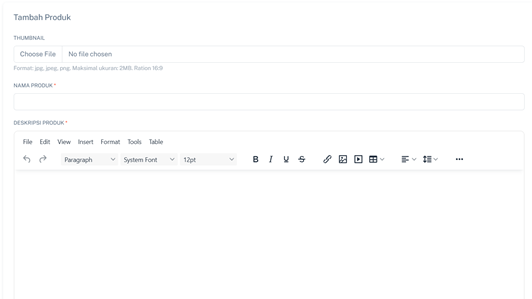 Tambah Produk
THUMBNAIL
Choose File No file chosen
Format: jpg, jpeg, png. Maksimal ukuran: 2MB. Ration 16:9
NAMA PRODUK *
DESKRIPSI PRODUK *
File Edit View Insert Format Tools Table
Paragraph System Font 12pt B I U S